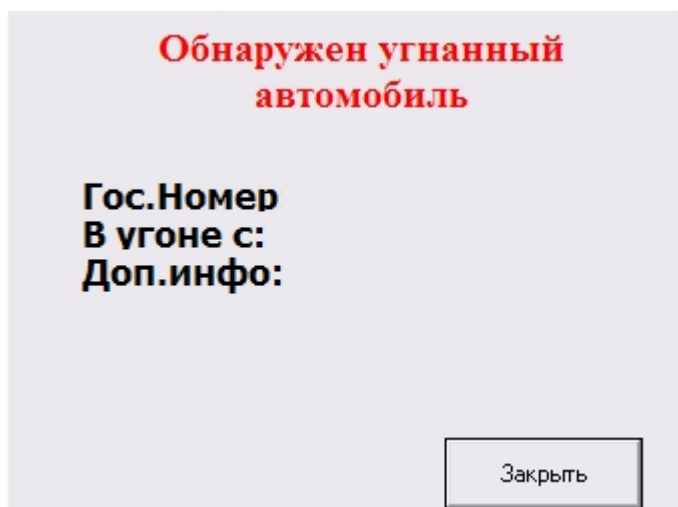 Обнаружен угнанный
автомобиль
Гос.Номер
В угоне с:
Доп.инфо:
Закрыть